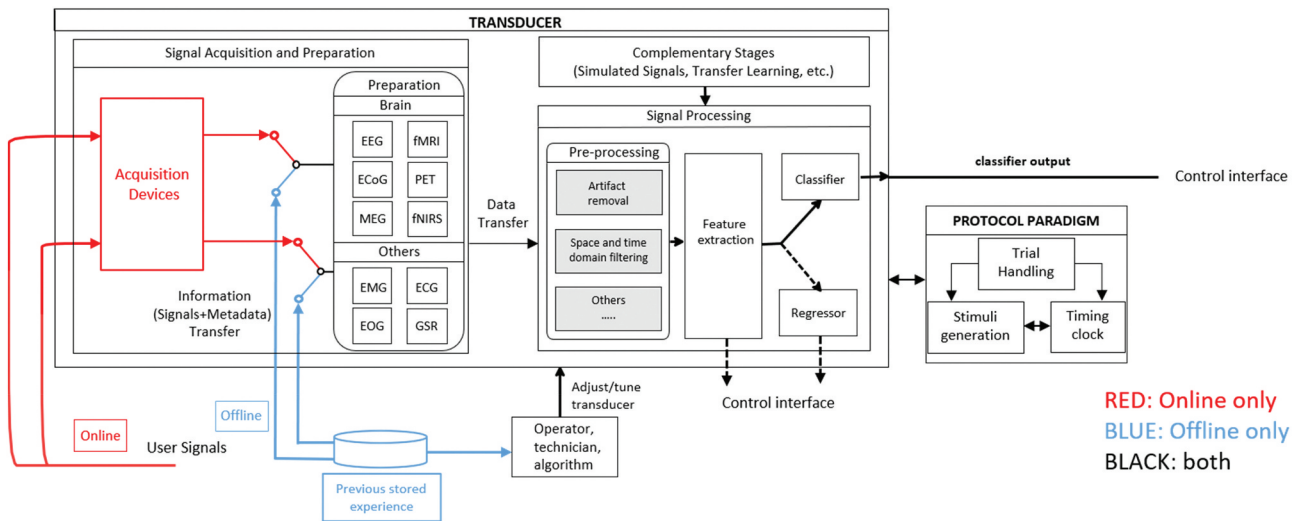 TRANSDUCER
Signal Acquisition and Preparation
Acquisition
Devices
Preparation
Brain
EEG
fMRI
ECoG
PET
MEG
fNIRS
Others
EMG
ECG
EOG
GSR
Information
(Signals+Metadata)
Transfer
Data
Transfer
Complementary Stages
(Simulated Signals, Transfer Learning, etc.)
Signal Processing
Pre-processing
Artifact
removal
Space and time
domain filtering
Others
.....
Feature
extraction
Classifier
Regressor
classifier output
Control interface
PROTOCOL PARADIGM
Trial
Handling
Stimuli
generation
Timing
clock
Adjust/tune
transducer
Control interface
Online
User Signals
Offline
Previous stored
experience
Operator,
technician,
algorithm
RED: Online only
BLUE: Offline only
BLACK: both